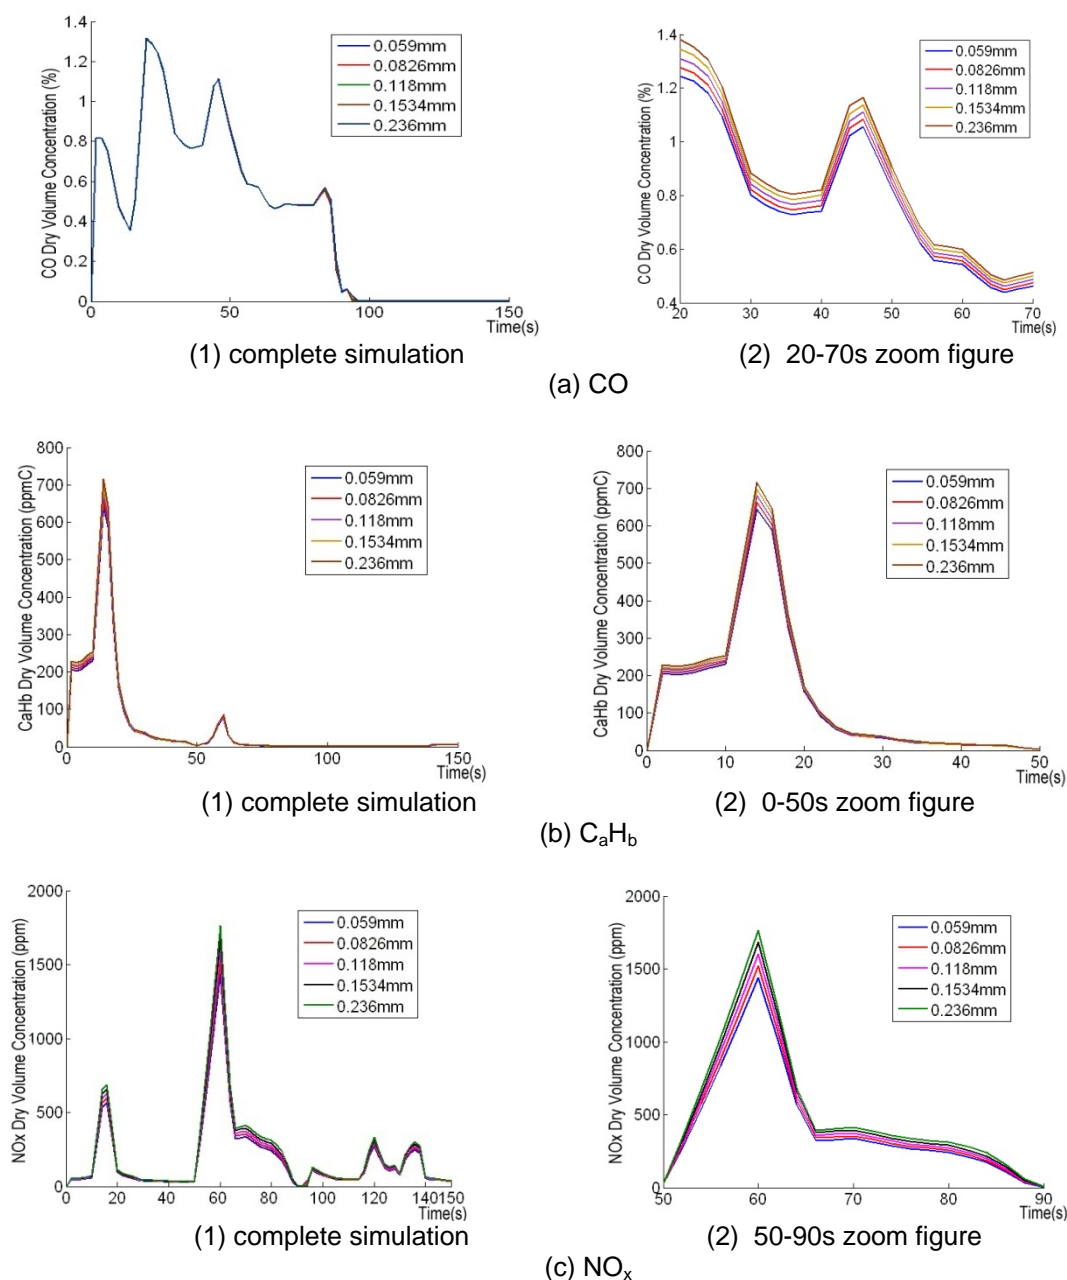 CO Dry Volume Concentration (%)
1.4
1.2
1
0.8
0.6
0.4
0.2
0
0
50
100
150
Time(s)
0.059mm
0.0826mm
0.118mm
0.1534mm
0.236mm
(1) complete simulation
CO Dry Volume Concentration (%)
1.4
1.2
1
0.8
0.6
0.4
20
30
40
50
60
70
Time(s)
0.059mm
0.0826mm
0.118mm
0.1534mm
0.236mm
(2) 20-70s zoom figure
(a) CO
CaHb Dry Volume Concentration (ppmC)
800
700
600
500
400
300
200
100
0
0
50
100
150
Time(s)
0.059mm
0.0826mm
0.118mm
0.1534mm
0.236mm
(1) complete simulation
CaHb Dry Volume Concentration (ppmC)
800
700
600
500
400
300
200
100
0
0
10
20
30
40
50
Time(s)
0.059mm
0.0826mm
0.118mm
0.1534mm
0.236mm
(2) 0-50s zoom figure
(b) CaHb
NOx Dry Volume Concentration (ppm)
2000
1500
1000
500
0
0
20
40
60
80
100
120
140150
Time(s)
0.059mm
0.0826mm
0.118mm
0.1534mm
0.236mm
(1) complete simulation
NOx Dry Volume Concentration (ppm)
2000
1500
1000
500
0
50
60
70
80
90
Time(s)
0.059mm
0.0826mm
0.118mm
0.1534mm
0.236mm
(2) 50-90s zoom figure
(c) NOx